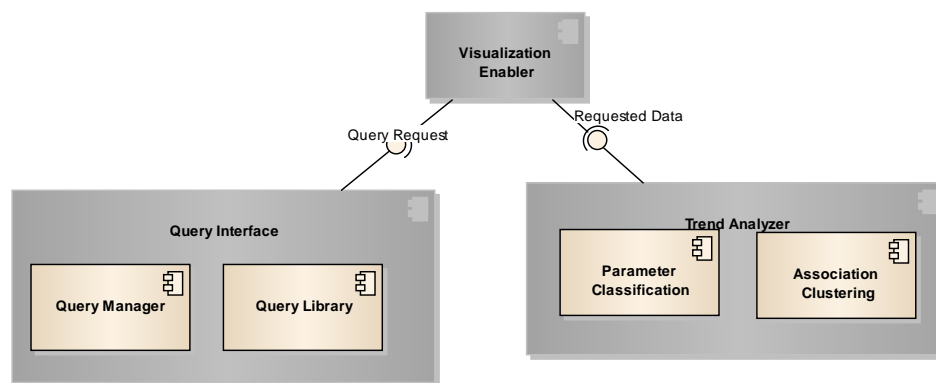 Visualization
Enabler
Query Request
Requested Data
Query Interface
Query Manager
Query Library
Trend Analyzer
Parameter
Classification
Association
Clustering